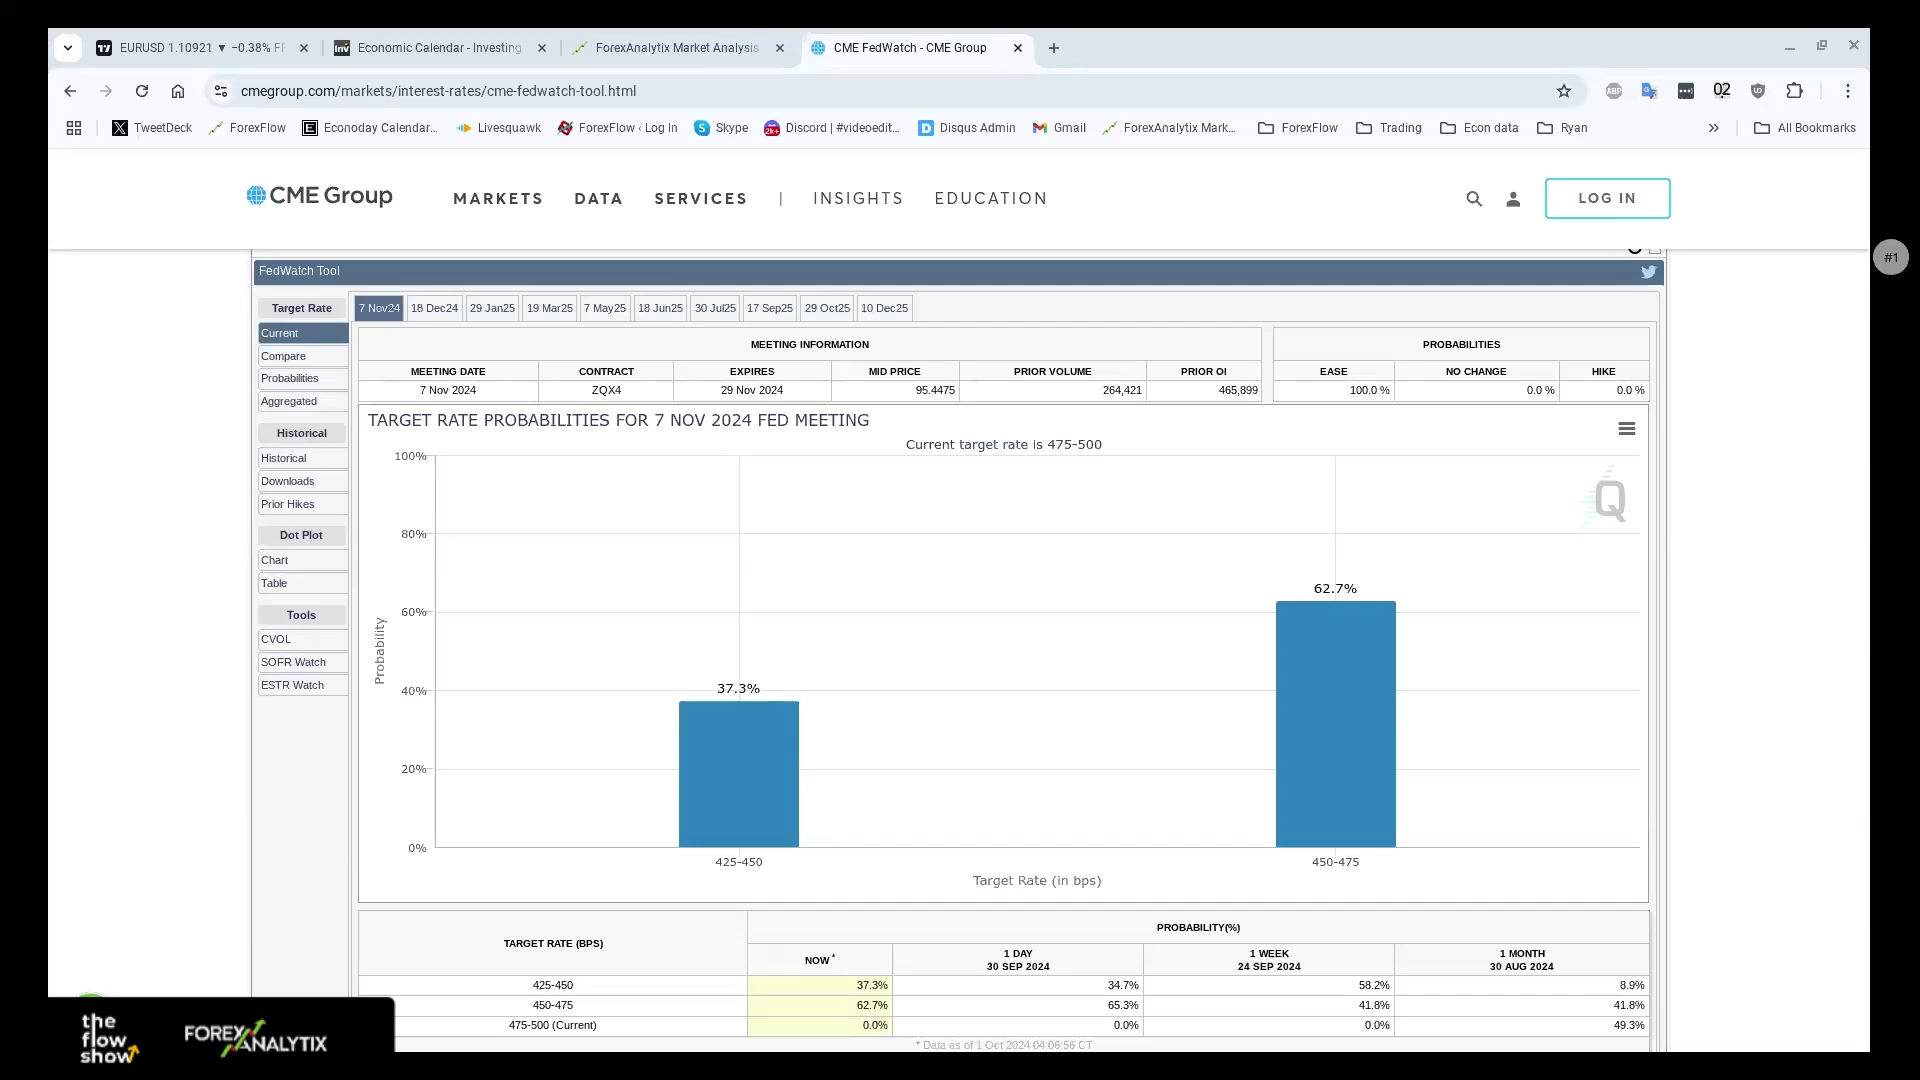 EURUSD 1.10921 ▼ −0.38%
Economic Calendar - Investing
ForexAnalytix Market Analysis
CME FedWatch - CME Group
cmegroup.com/markets/interest-rates/cme-fedwatch-tool.html
TweetDeck
ForexFlow
Econoday Calendar...
Livesquawk
ForexFlow ‹ Log In
Skype
Discord | #videoedit...
Disqus Admin
Gmail
ForexAnalytix Mark...
ForexFlow
Trading
Econ data
Ryan
All Bookmarks
CME Group
MARKETS DATA SERVICES | INSIGHTS EDUCATION
LOG IN
#1
FedWatch Tool
Target Rate
Current
Compare
Probabilities
Aggregated
Historical
Historical
Downloads
Prior Hikes
Dot Plot
Chart
Table
Tools
CVOL
SOFR Watch
ESTR Watch
7 Nov24 18 Dec24 29 Jan25 19 Mar25 7 May25 18 Jun25 30 Jul25 17 Sep25 29 Oct25 10 Dec25
MEETING INFORMATION
MEETING DATE CONTRACT EXPIRES MID PRICE PRIOR VOLUME PRIOR OI
7 Nov 2024 ZQX4 29 Nov 2024 95.4475 264,421 465,899
PROBABILITIES
EASE NO CHANGE HIKE
100.0 % 0.0 % 0.0 %
TARGET RATE PROBABILITIES FOR 7 NOV 2024 FED MEETING
Current target rate is 475-500
100%
80%
60%
40%
20%
0%
Probability
37.3%
62.7%
425-450
450-475
Target Rate (in bps)
Q
TARGET RATE (BPS)
PROBABILITY(%)
NOW *
1 DAY
30 SEP 2024
1 WEEK
24 SEP 2024
1 MONTH
30 AUG 2024
425-450 37.3% 34.7% 58.2% 8.9%
450-475 62.7% 65.3% 41.8% 41.8%
475-500 (Current) 0.0% 0.0% 0.0% 49.3%
* Data as of 1 Oct 2024 04:06:56 CT
the
flow
show
FOREX ANALYTIX